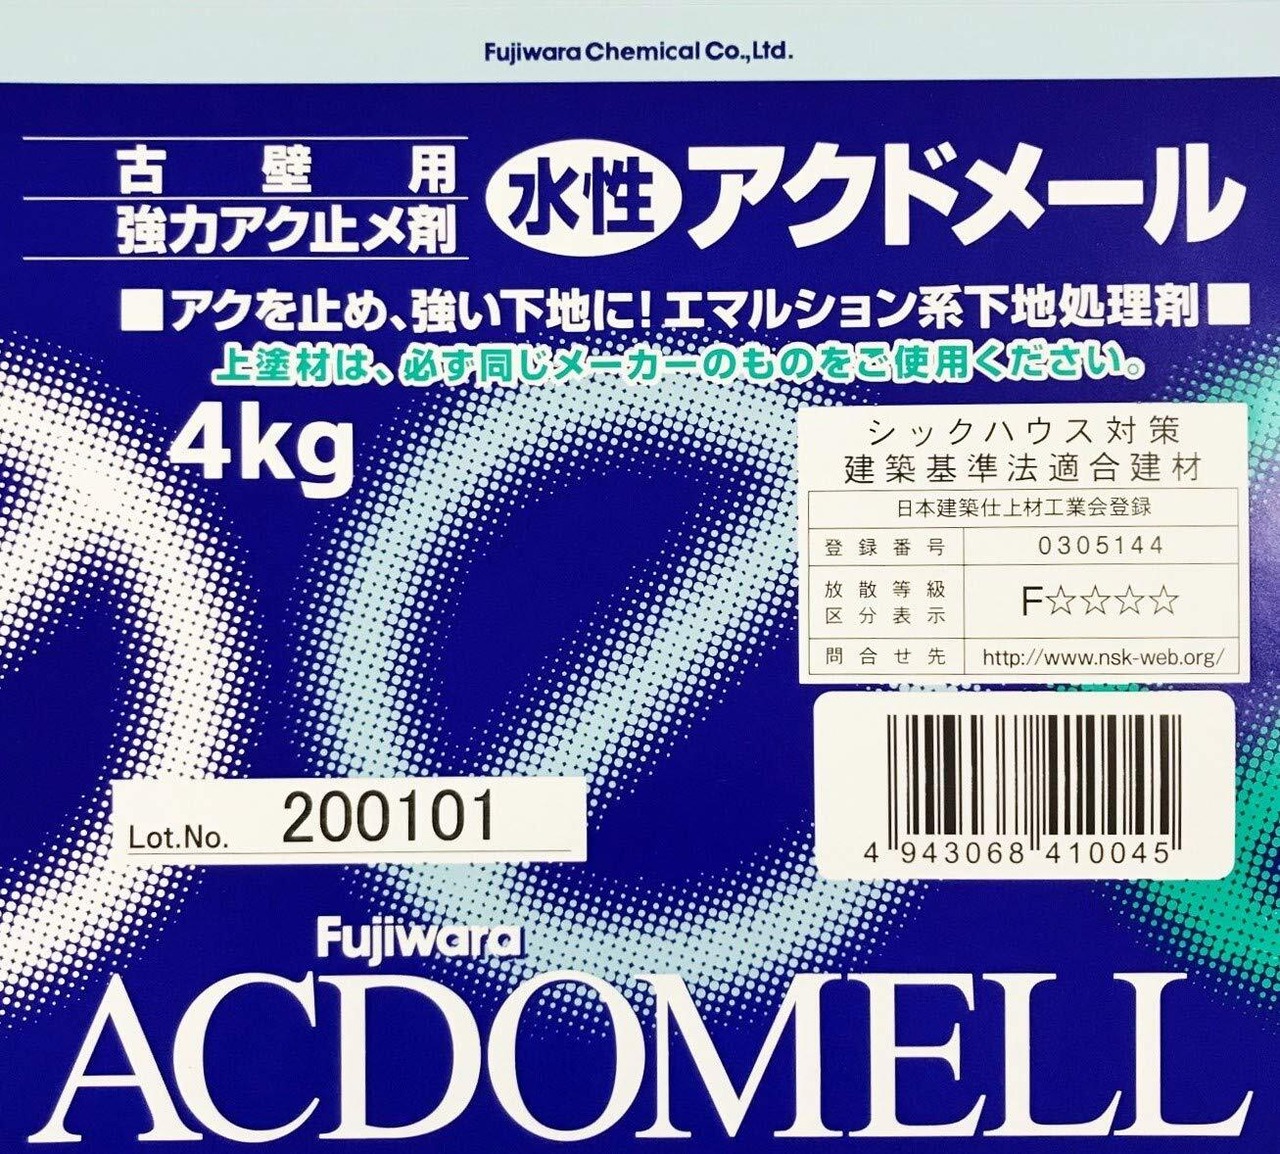 Fujiwara Chemical Co.,Ltd.
古壁用
強力アク止メ剤
水性アクドメール
■アクを止め、強い下地に!エマルション系下地処理剤■
上塗材は、必ず同じメーカーのものをご使用ください。
4kg
シックハウス対策
建築基準法適合建材
日本建築仕上材工業会登録
登録番号 0305144
放散等級
区分表示 F☆☆☆☆
問合せ先 http://www.nsk-web.org/
Lot.No. 200101
4 943068 410045
Fujiwara
ACDOMELL